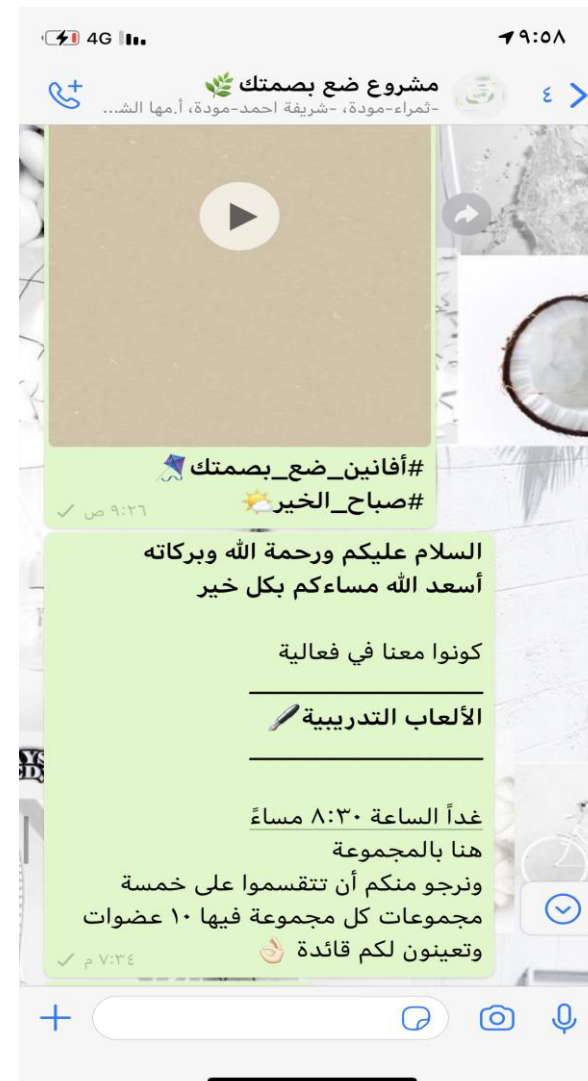 4G
٩:٥٨
مشروع ضع بصمتك 🌿
-ثمراء-مودة، -شريفة احمد-مودة، أ.مها الش...
٤
#أفانين_ضع_بصمتك🪁
#صباح_الخير🌤️
٩:٢٦ ص
السلام عليكم ورحمة الله وبركاته
أسعد الله مساءكم بكل خير
كونوا معنا في فعالية
الألعاب التدريبية🖋️
غداً الساعة ٨:٣٠ مساءً
هنا بالمجموعة
ونرجو منكم أن تتقسموا على خمسة
مجموعات كل مجموعة فيها ١٠ عضوات
وتعينون لكم قائدة 👌🏻
٧:٣٤ م